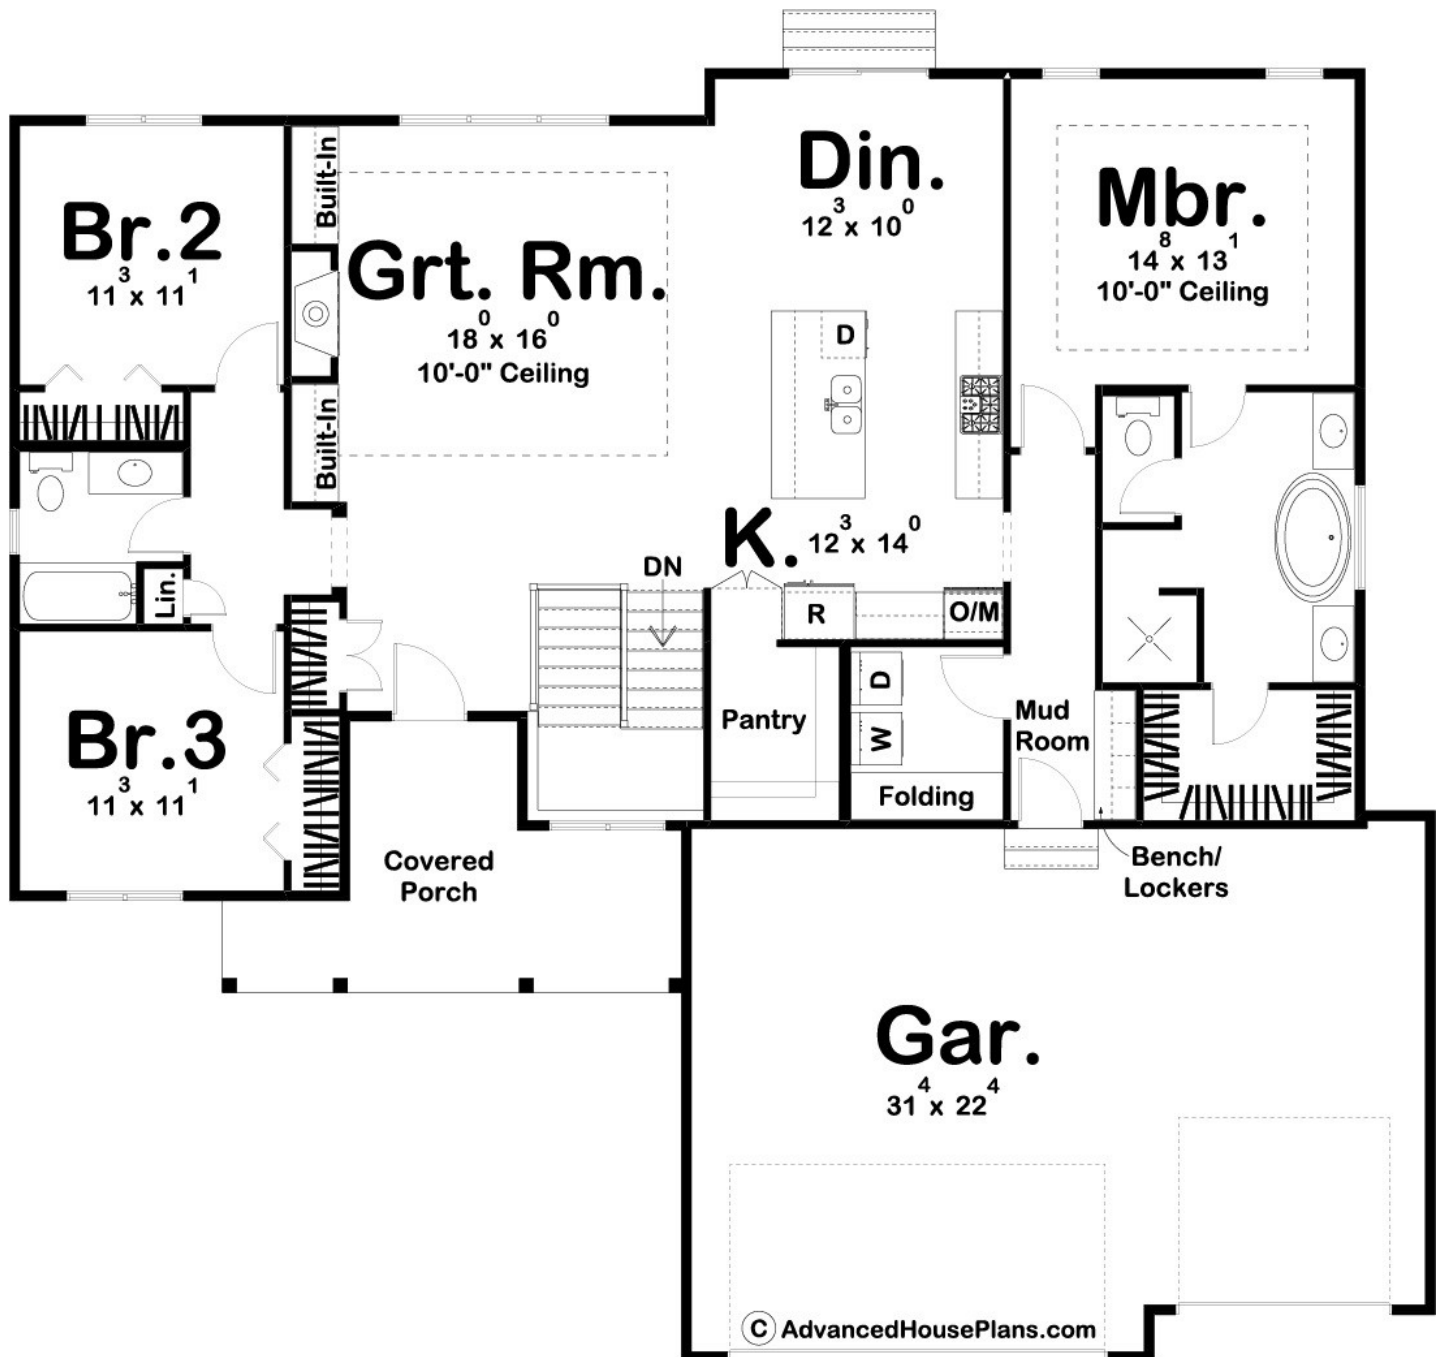 Din.
12³ x 10⁰
Mbr.
14⁸ x 13¹
10'-0" Ceiling
Built-In
Br.2
11³ x 11¹
Grt. Rm.
18⁰ x 16⁰
10'-0" Ceiling
D
Built-In
K. 12³ x 14⁰
DN
Lin.
R
O/M
D
W
Pantry
Mud
Room
Folding
Br.3
11³ x 11¹
Covered
Porch
Bench/
Lockers
Gar.
31⁴ x 22⁴
© AdvancedHousePlans.com